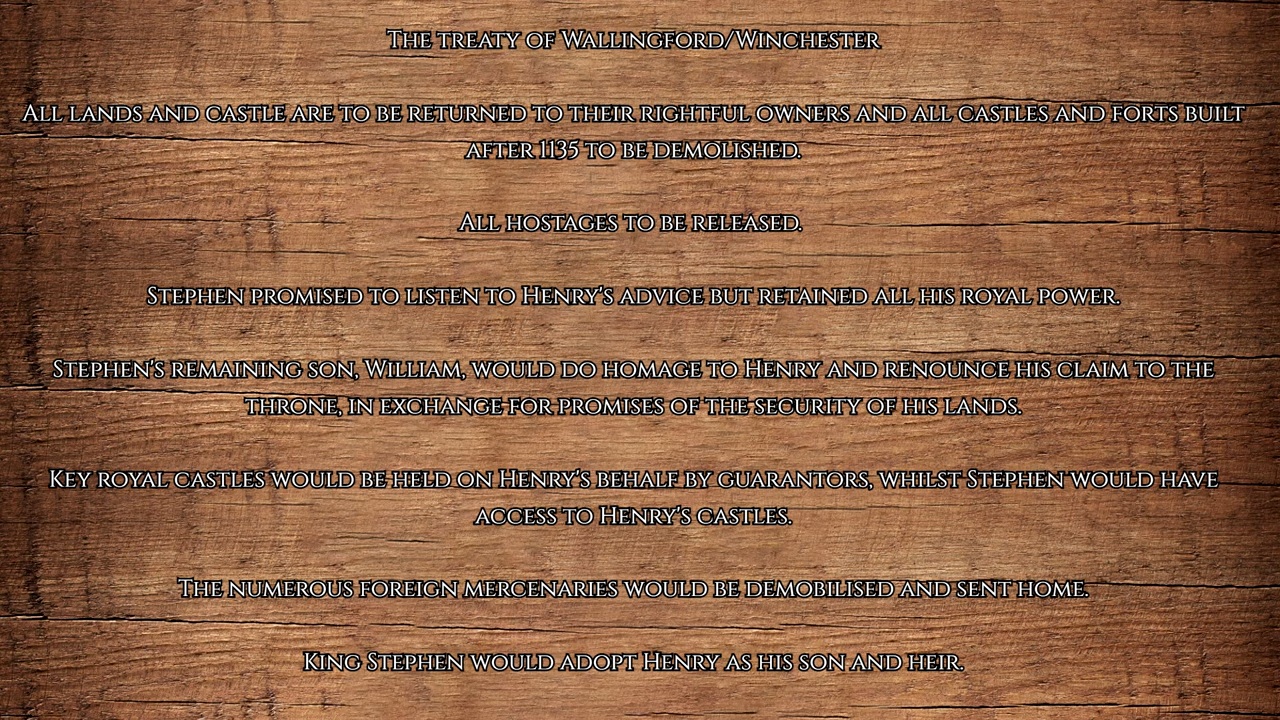 The treaty of Wallingford/Winchester
All lands and castle are to be returned to their rightful owners and all castles and forts built
after 1135 to be demolished.
All hostages to be released.
Stephen promised to listen to Henry's advice but retained all his royal power.
Stephen's remaining son, William, would do homage to Henry and renounce his claim to the
throne, in exchange for promises of the security of his lands.
Key royal castles would be held on Henry's behalf by guarantors, whilst Stephen would have
access to Henry's castles.
The numerous foreign mercenaries would be demobilised and sent home.
King Stephen would adopt Henry as his son and heir.